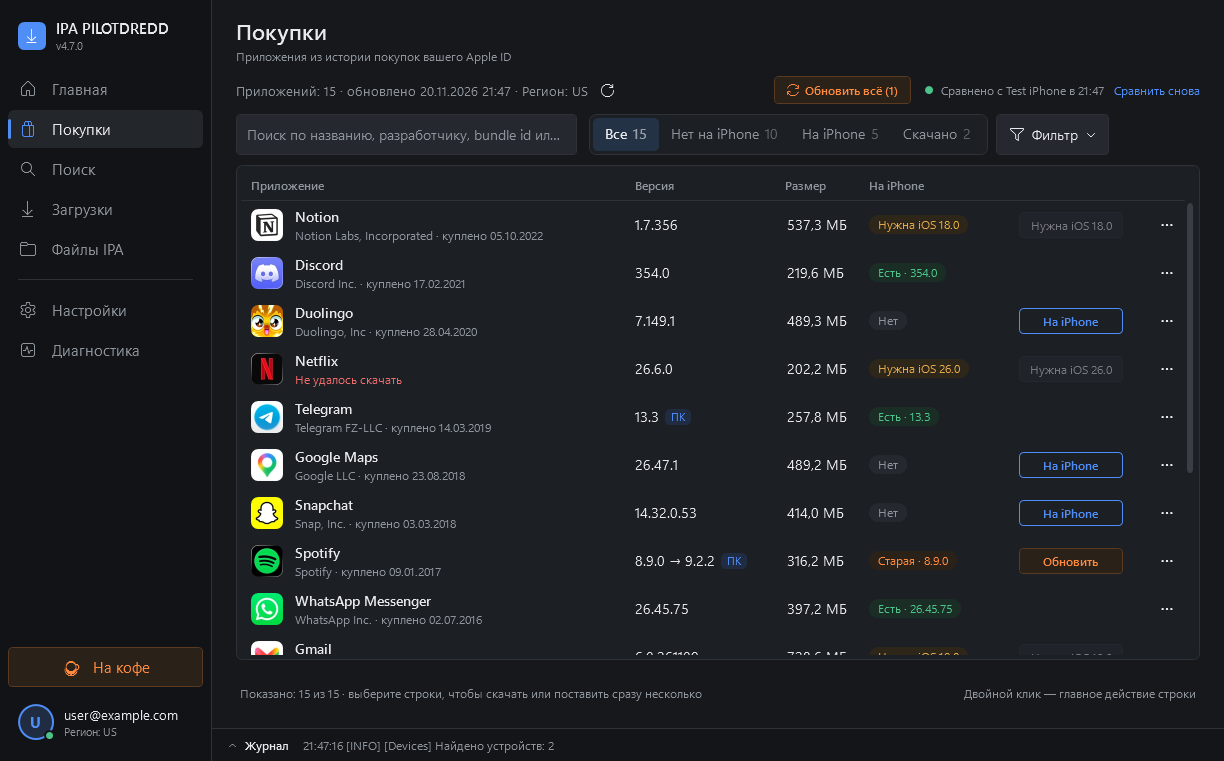 IPA PILOTDREDD
v4.7.0
Главная
Покупки
Поиск
Загрузки
Файлы IPA
Настройки
Диагностика
На кофе
U
user@example.com
Регион: US
Покупки
Приложения из истории покупок вашего Apple ID
Приложений: 15 · обновлено 20.11.2026 21:47 · Регион: US
Обновить всё (1)
Сравнено с Test iPhone в 21:47
Сравнить снова
Поиск по названию, разработчику, bundle id ил...
Все 15
Нет на iPhone 10
На iPhone 5
Скачано 2
Фильтр
Приложение Версия Размер На iPhone
Notion
Notion Labs, Incorporated · куплено 05.10.2022
1.7.356 537,3 МБ Нужна iOS 18.0 Нужна iOS 18.0 ···
Discord
Discord Inc. · куплено 17.02.2021
354.0 219,6 МБ Есть · 354.0 ···
Duolingo
Duolingo, Inc · куплено 28.04.2020
7.149.1 489,3 МБ Нет На iPhone ···
Netflix
Не удалось скачать
26.6.0 202,2 МБ Нужна iOS 26.0 Нужна iOS 26.0 ···
Telegram
Telegram FZ-LLC · куплено 14.03.2019
13.3 ПК 257,8 МБ Есть · 13.3 ···
Google Maps
Google LLC · куплено 23.08.2018
26.47.1 489,2 МБ Нет На iPhone ···
Snapchat
Snap, Inc. · куплено 03.03.2018
14.32.0.53 414,0 МБ Нет На iPhone ···
Spotify
Spotify · куплено 09.01.2017
8.9.0 → 9.2.2 ПК 316,2 МБ Старая · 8.9.0 Обновить ···
WhatsApp Messenger
WhatsApp Inc. · куплено 02.07.2016
26.45.75 397,2 МБ Есть · 26.45.75 ···
Gmail
Показано: 15 из 15 · выберите строки, чтобы скачать или поставить сразу несколько
Двойной клик — главное действие строки
Журнал 21:47:16 [INFO] [Devices] Найдено устройств: 2